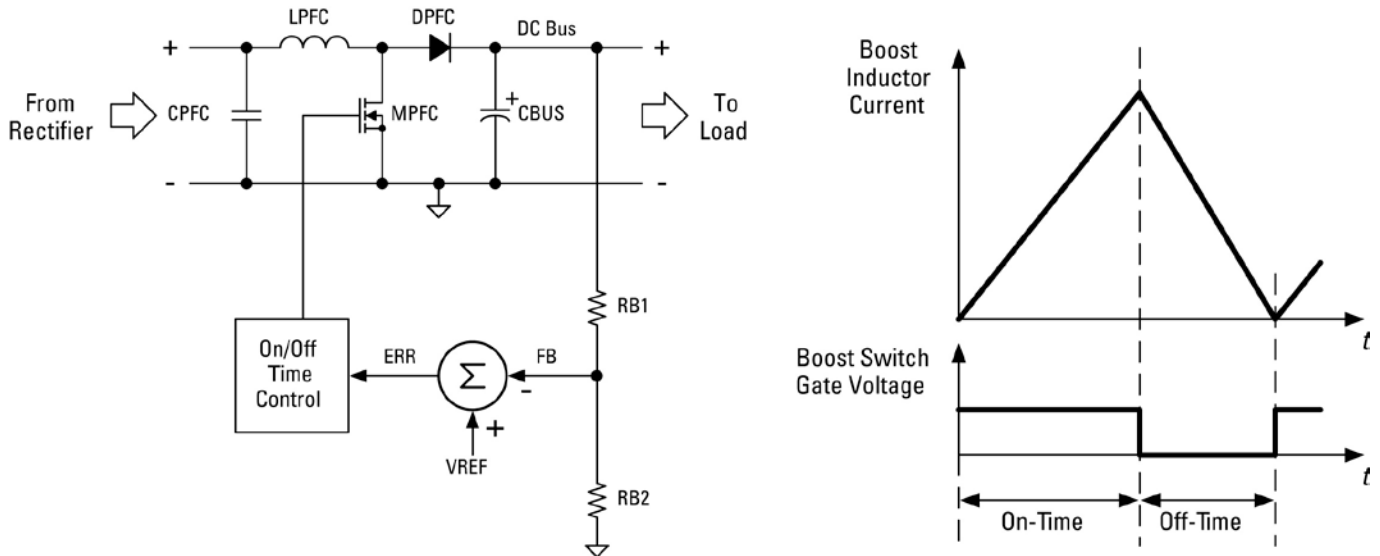 LPFC
DPFC
DC Bus
+
+
From
Rectifier
CPFC
MPFC
+
CBUS
To
Load
-
-
RB1
On/Off
Time
Control
ERR
Σ
FB
-
+
VREF
RB2
Boost
Inductor
Current
t
Boost Switch
Gate Voltage
t
On-Time
Off-Time